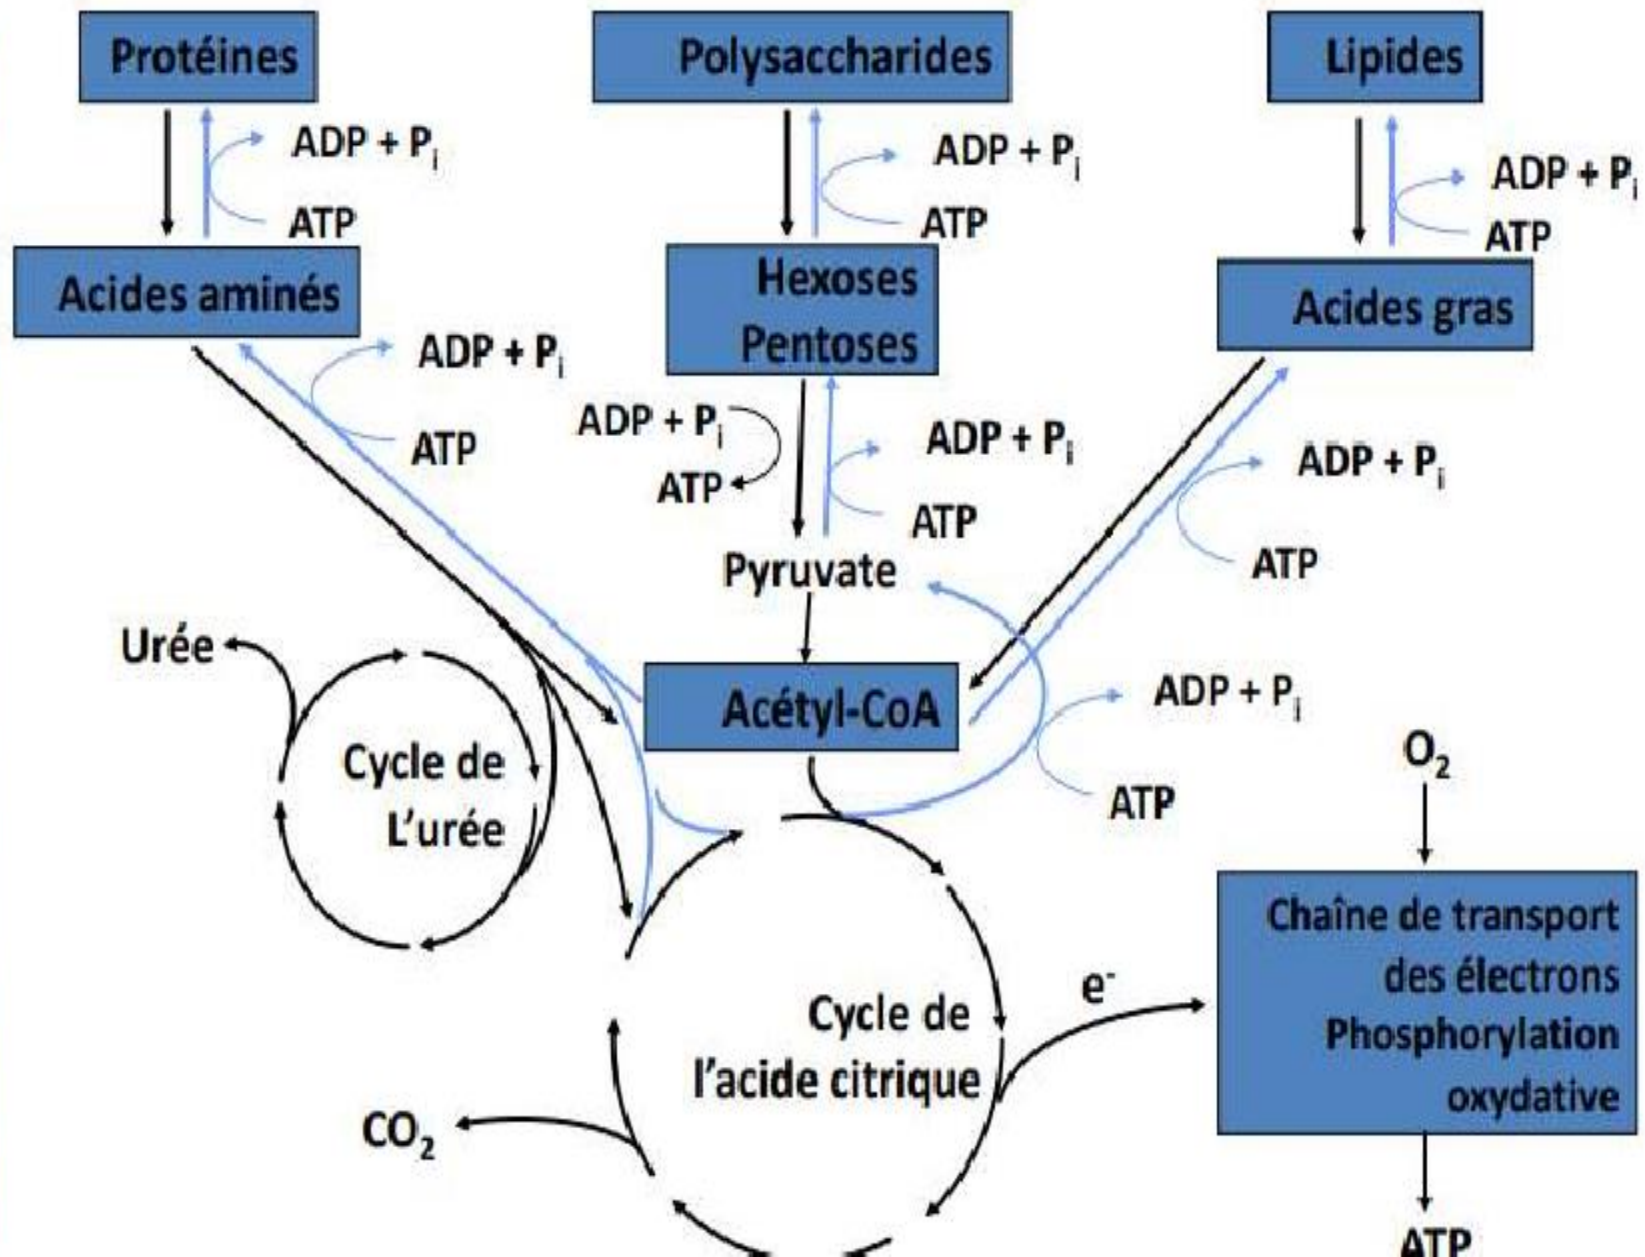 Protéines
Polysaccharides
Lipides
ADP + Pi
ATP
ADP + Pi
ATP
ADP + Pi
ATP
Acides aminés
Hexoses
Pentoses
Acides gras
ADP + Pi
ATP
ADP + Pi
ATP
ADP + Pi
ATP
ADP + Pi
ATP
Pyruvate
Urée
Acétyl-CoA
ADP + Pi
ATP
Cycle de
L'urée
O2
Chaîne de transport
des électrons
Phosphorylation
oxydative
e-
Cycle de
l'acide citrique
CO2
ATP